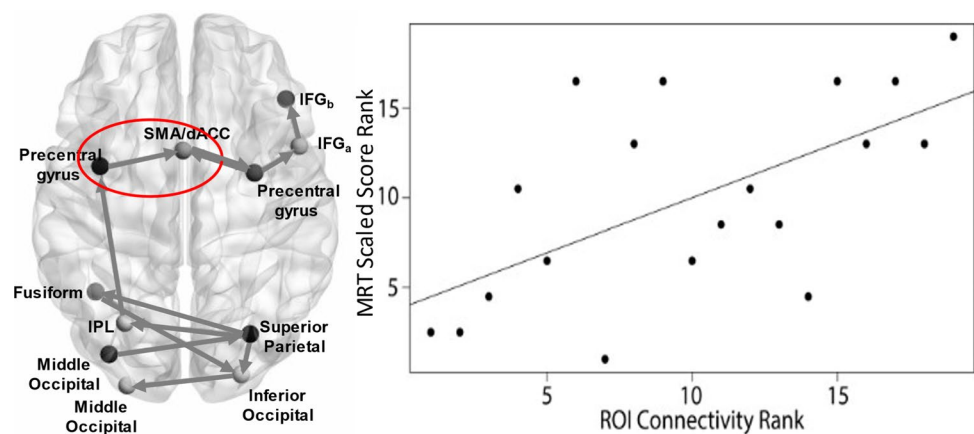 IFGb
SMA/dACC
IFGa
Precentral
gyrus
Precentral
gyrus
Fusiform
IPL
Superior
Parietal
Middle
Occipital
Middle
Occipital
Inferior
Occipital
MRT Scaled Score Rank
15
10
5
5
10
15
ROI Connectivity Rank